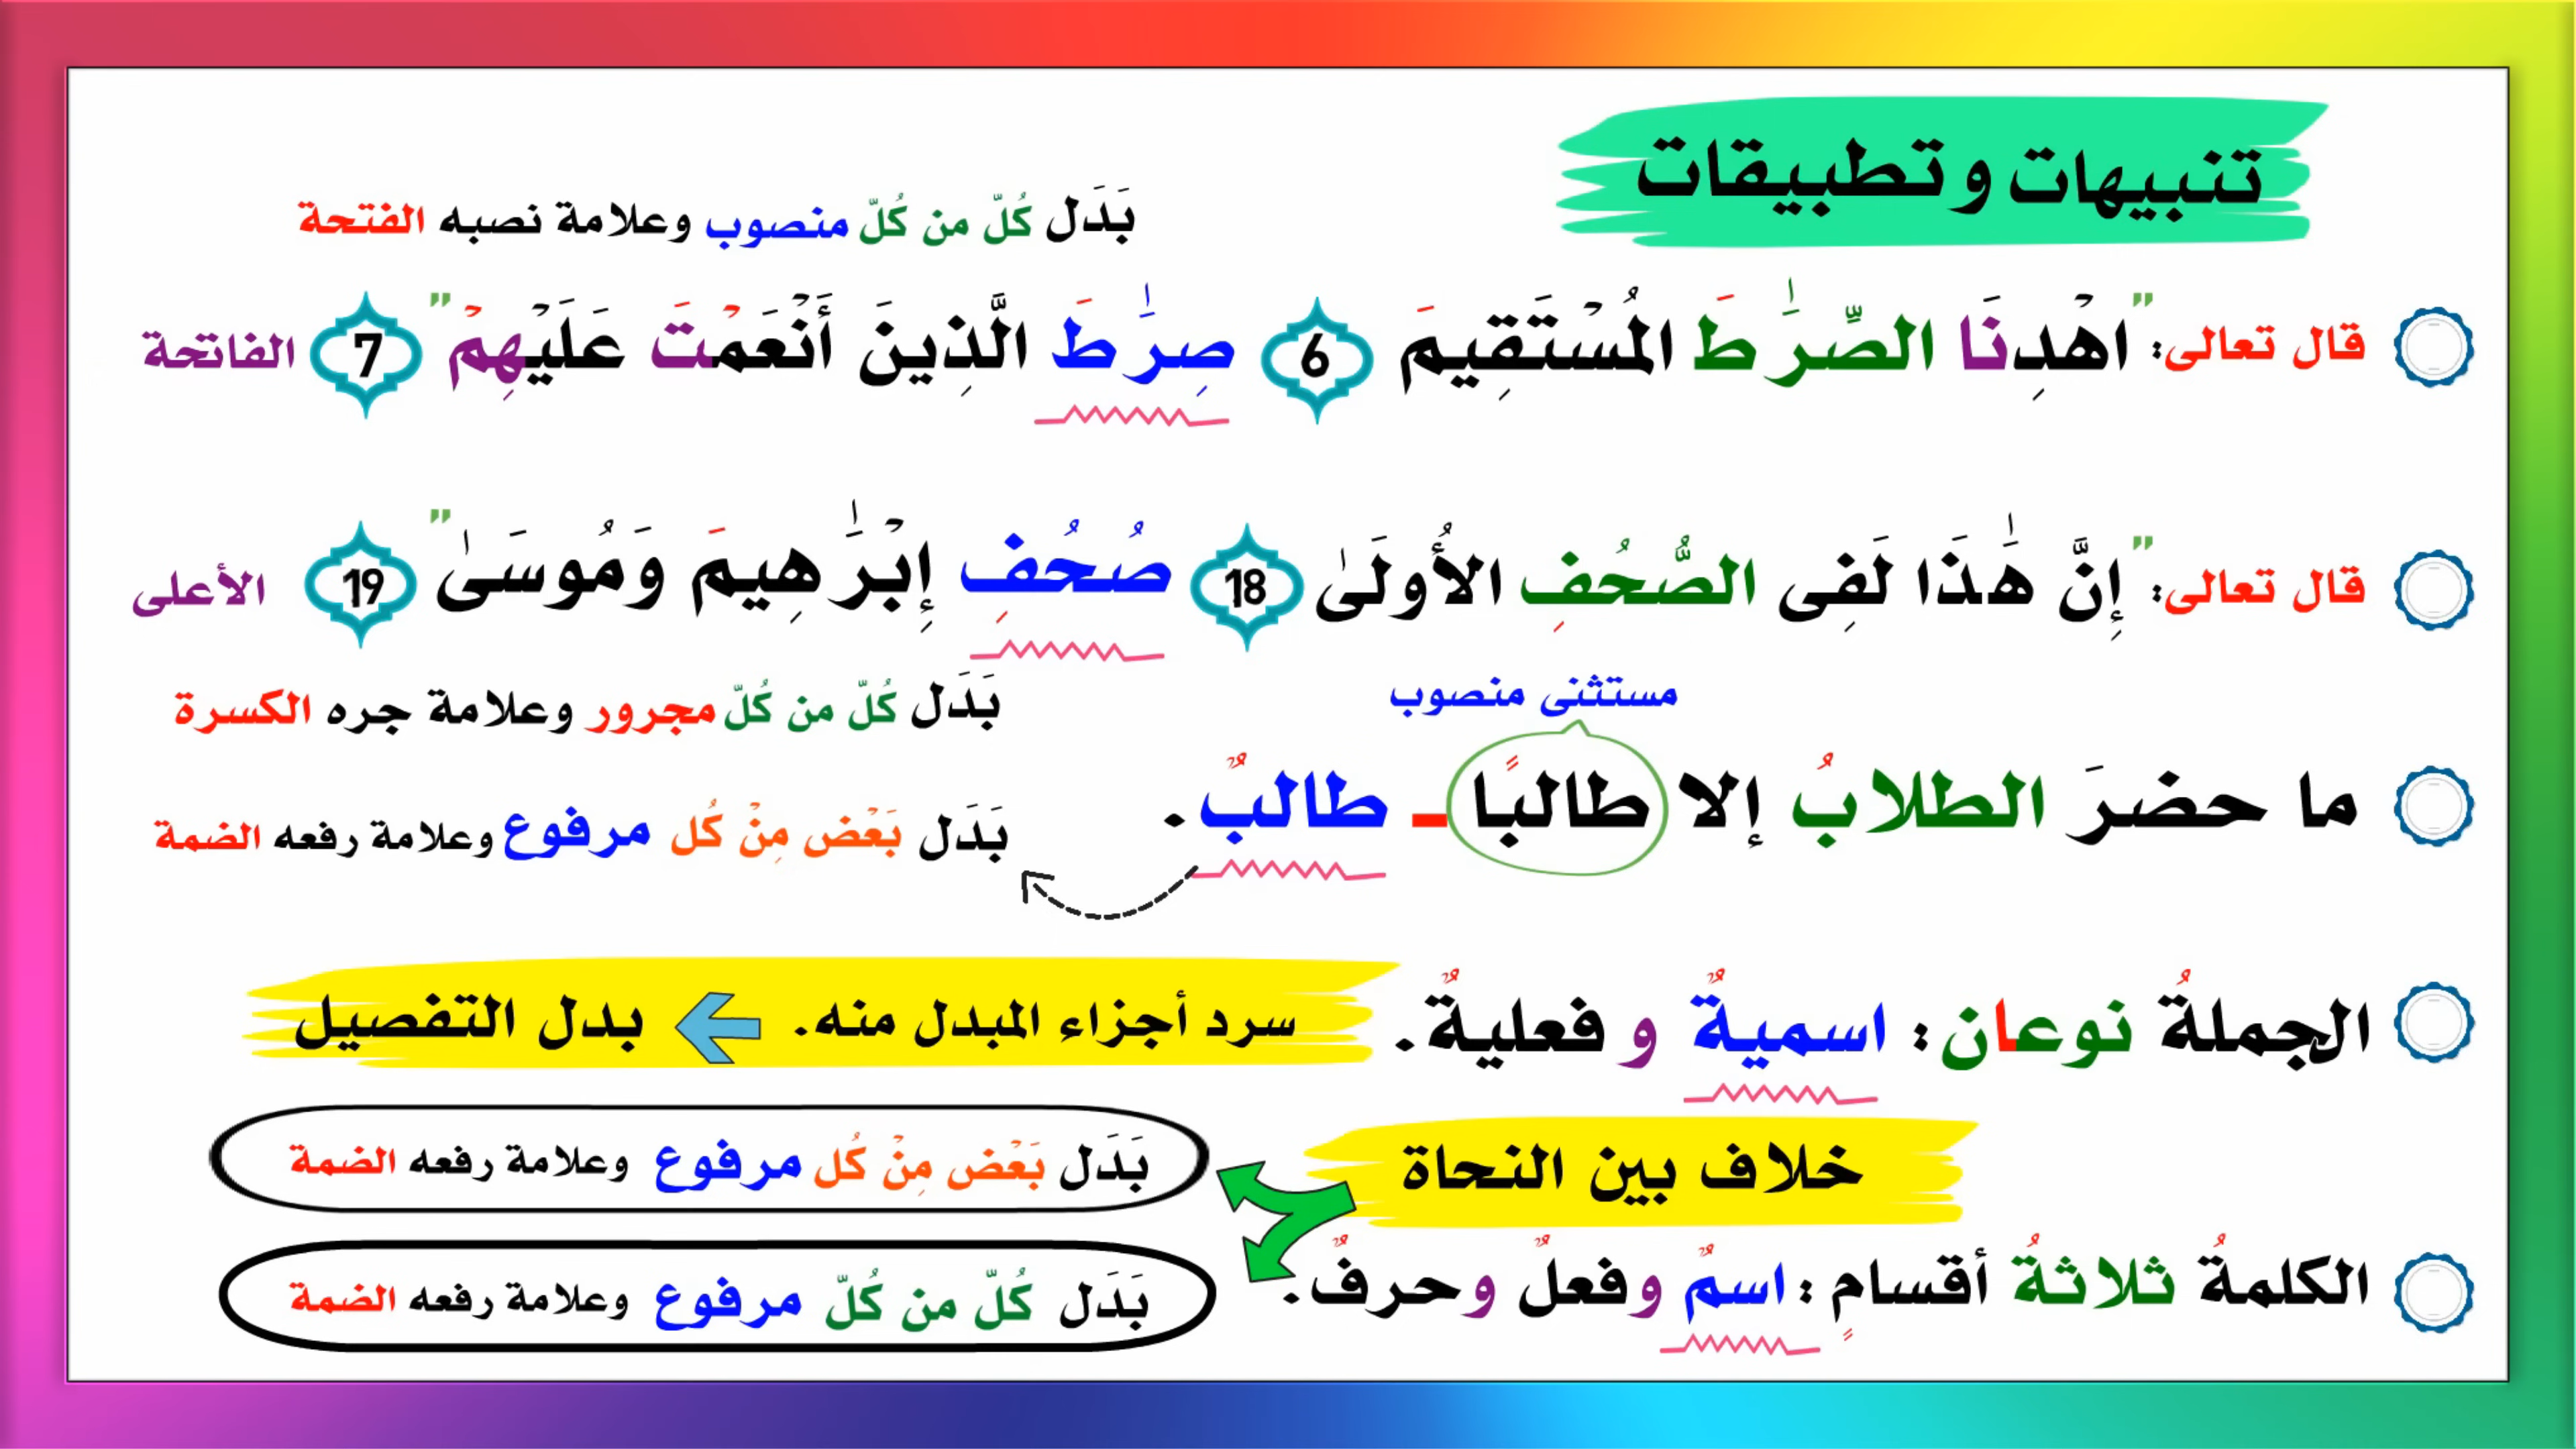 تنبيهات وتطبيقات
بَدَل كُلّ من كُلّ منصوب وعلامة نصبه الفتحة
قال تعالى: "اهْدِنَا الصِّرَٰطَ المُسْتَقِيمَ 6 صِرَٰطَ الَّذِينَ أَنْعَمْتَ عَلَيْهِمْ" 7 الفاتحة
قال تعالى: "إِنَّ هَٰذَا لَفِى الصُّحُفِ الأُولَىٰ 18 صُحُفِ إِبْرَٰهِيمَ وَمُوسَىٰ" 19 الأعلى
بَدَل كُلّ من كُلّ مجرور وعلامة جره الكسرة
مستثنى منصوب
ما حضرَ الطلابُ إلا طالبًا - طالبٌ.
بَدَل بَعْض مِنْ كُل مرفوع وعلامة رفعه الضمة
الجملةُ نوعان: اسميةٌ و فعليةٌ.
سرد أجزاء المبدل منه. بدل التفصيل
خلاف بين النحاة
بَدَل بَعْض مِنْ كُل مرفوع وعلامة رفعه الضمة
بَدَل كُلّ من كُلّ مرفوع وعلامة رفعه الضمة
الكلمةُ ثلاثةُ أقسامٍ: اسمٌ وفعلٌ وحرفٌ.